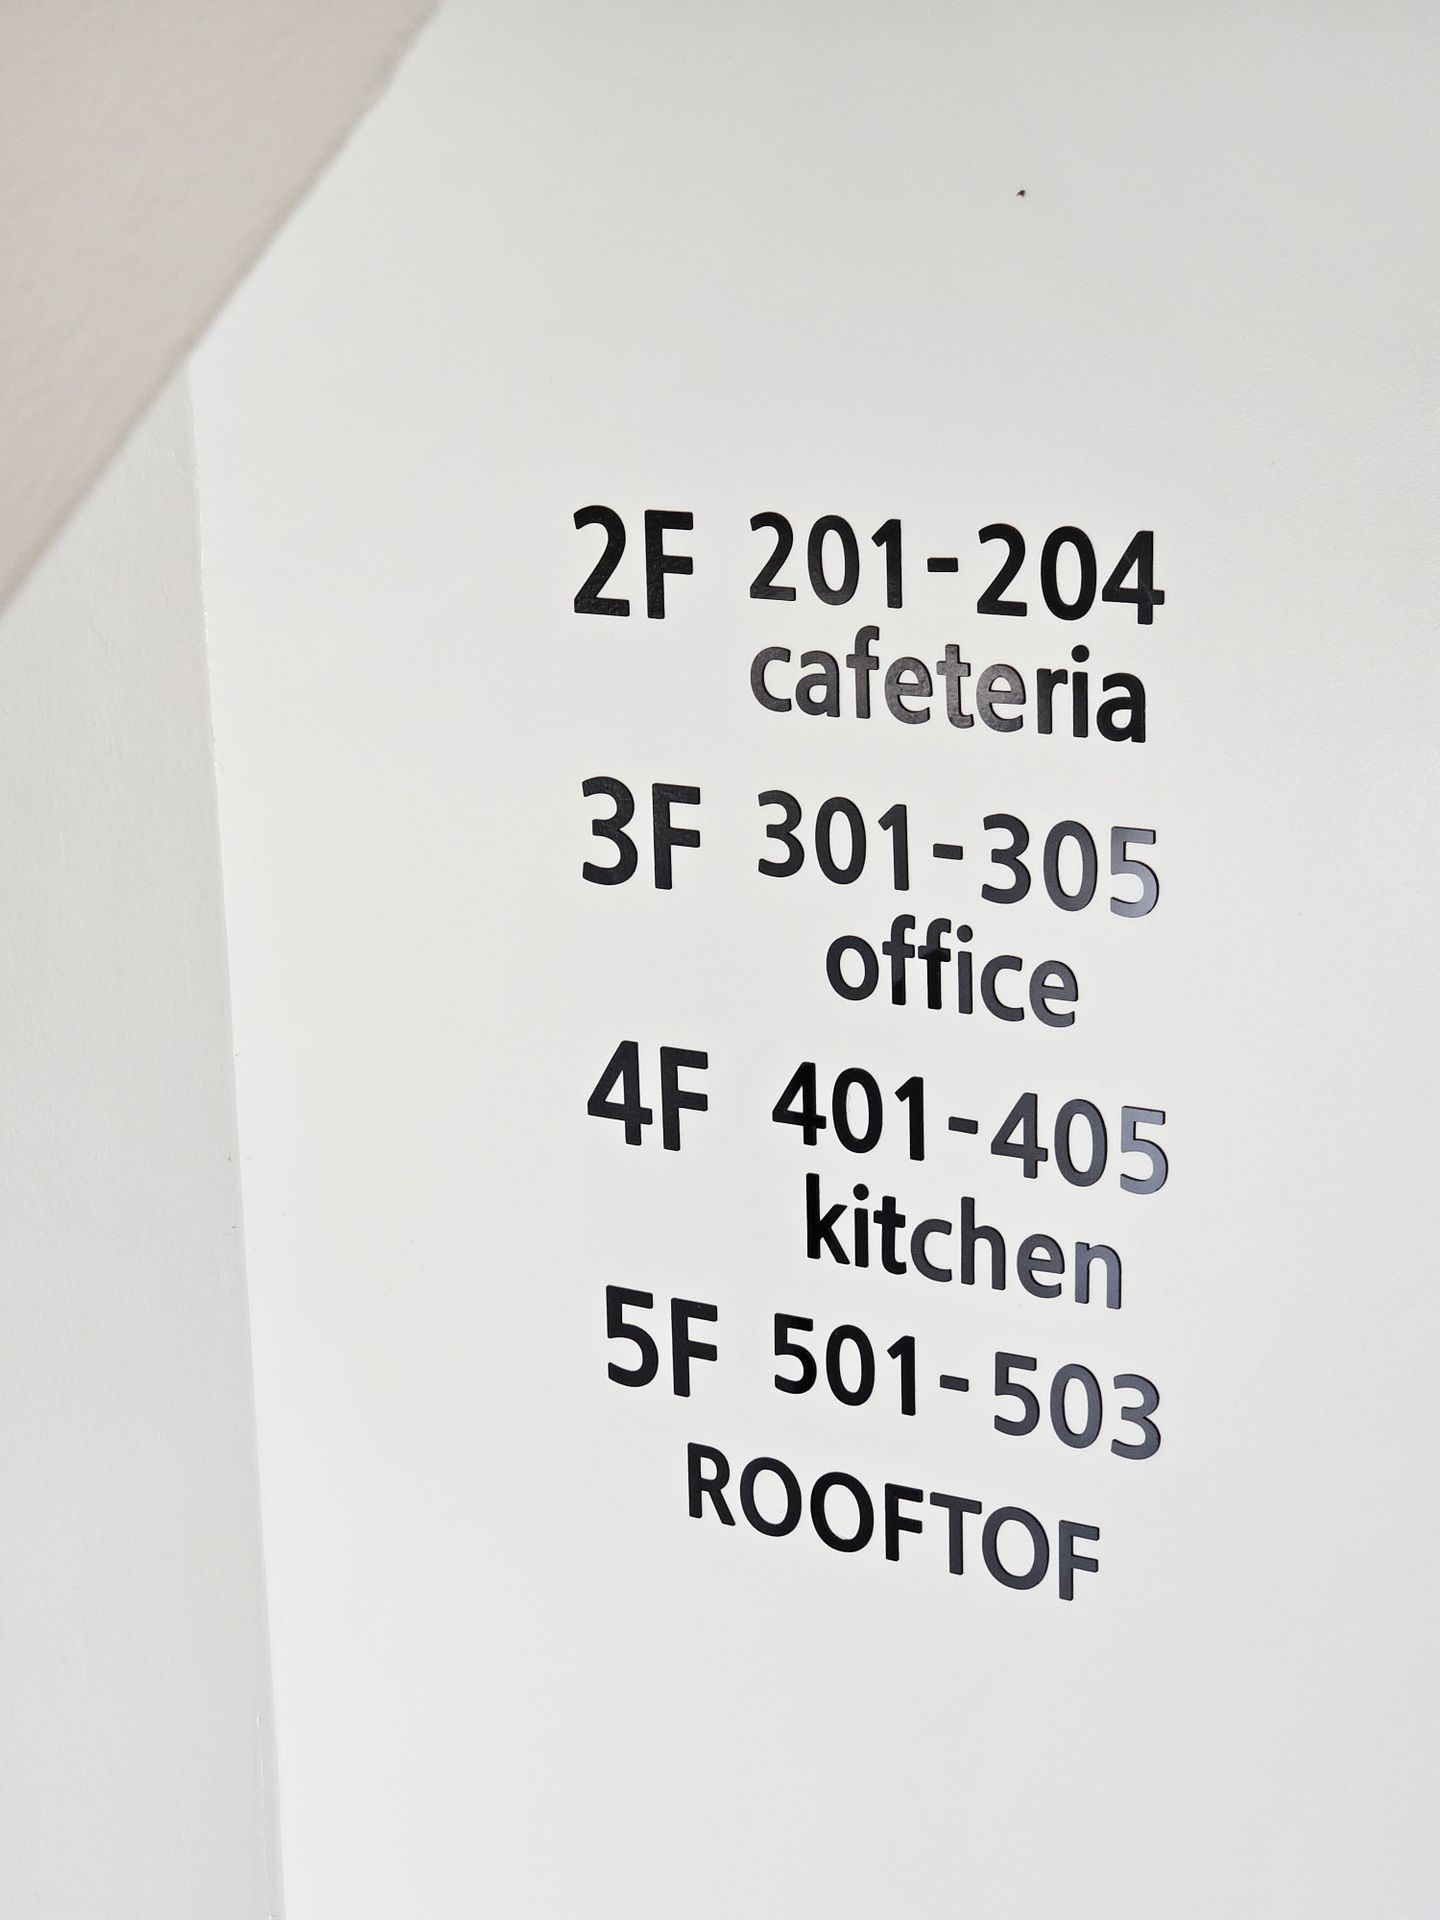 2F 201-204
cafeteria
3F 301-305
office
4F 401-405
kitchen
5F 501-503
ROOFTOF